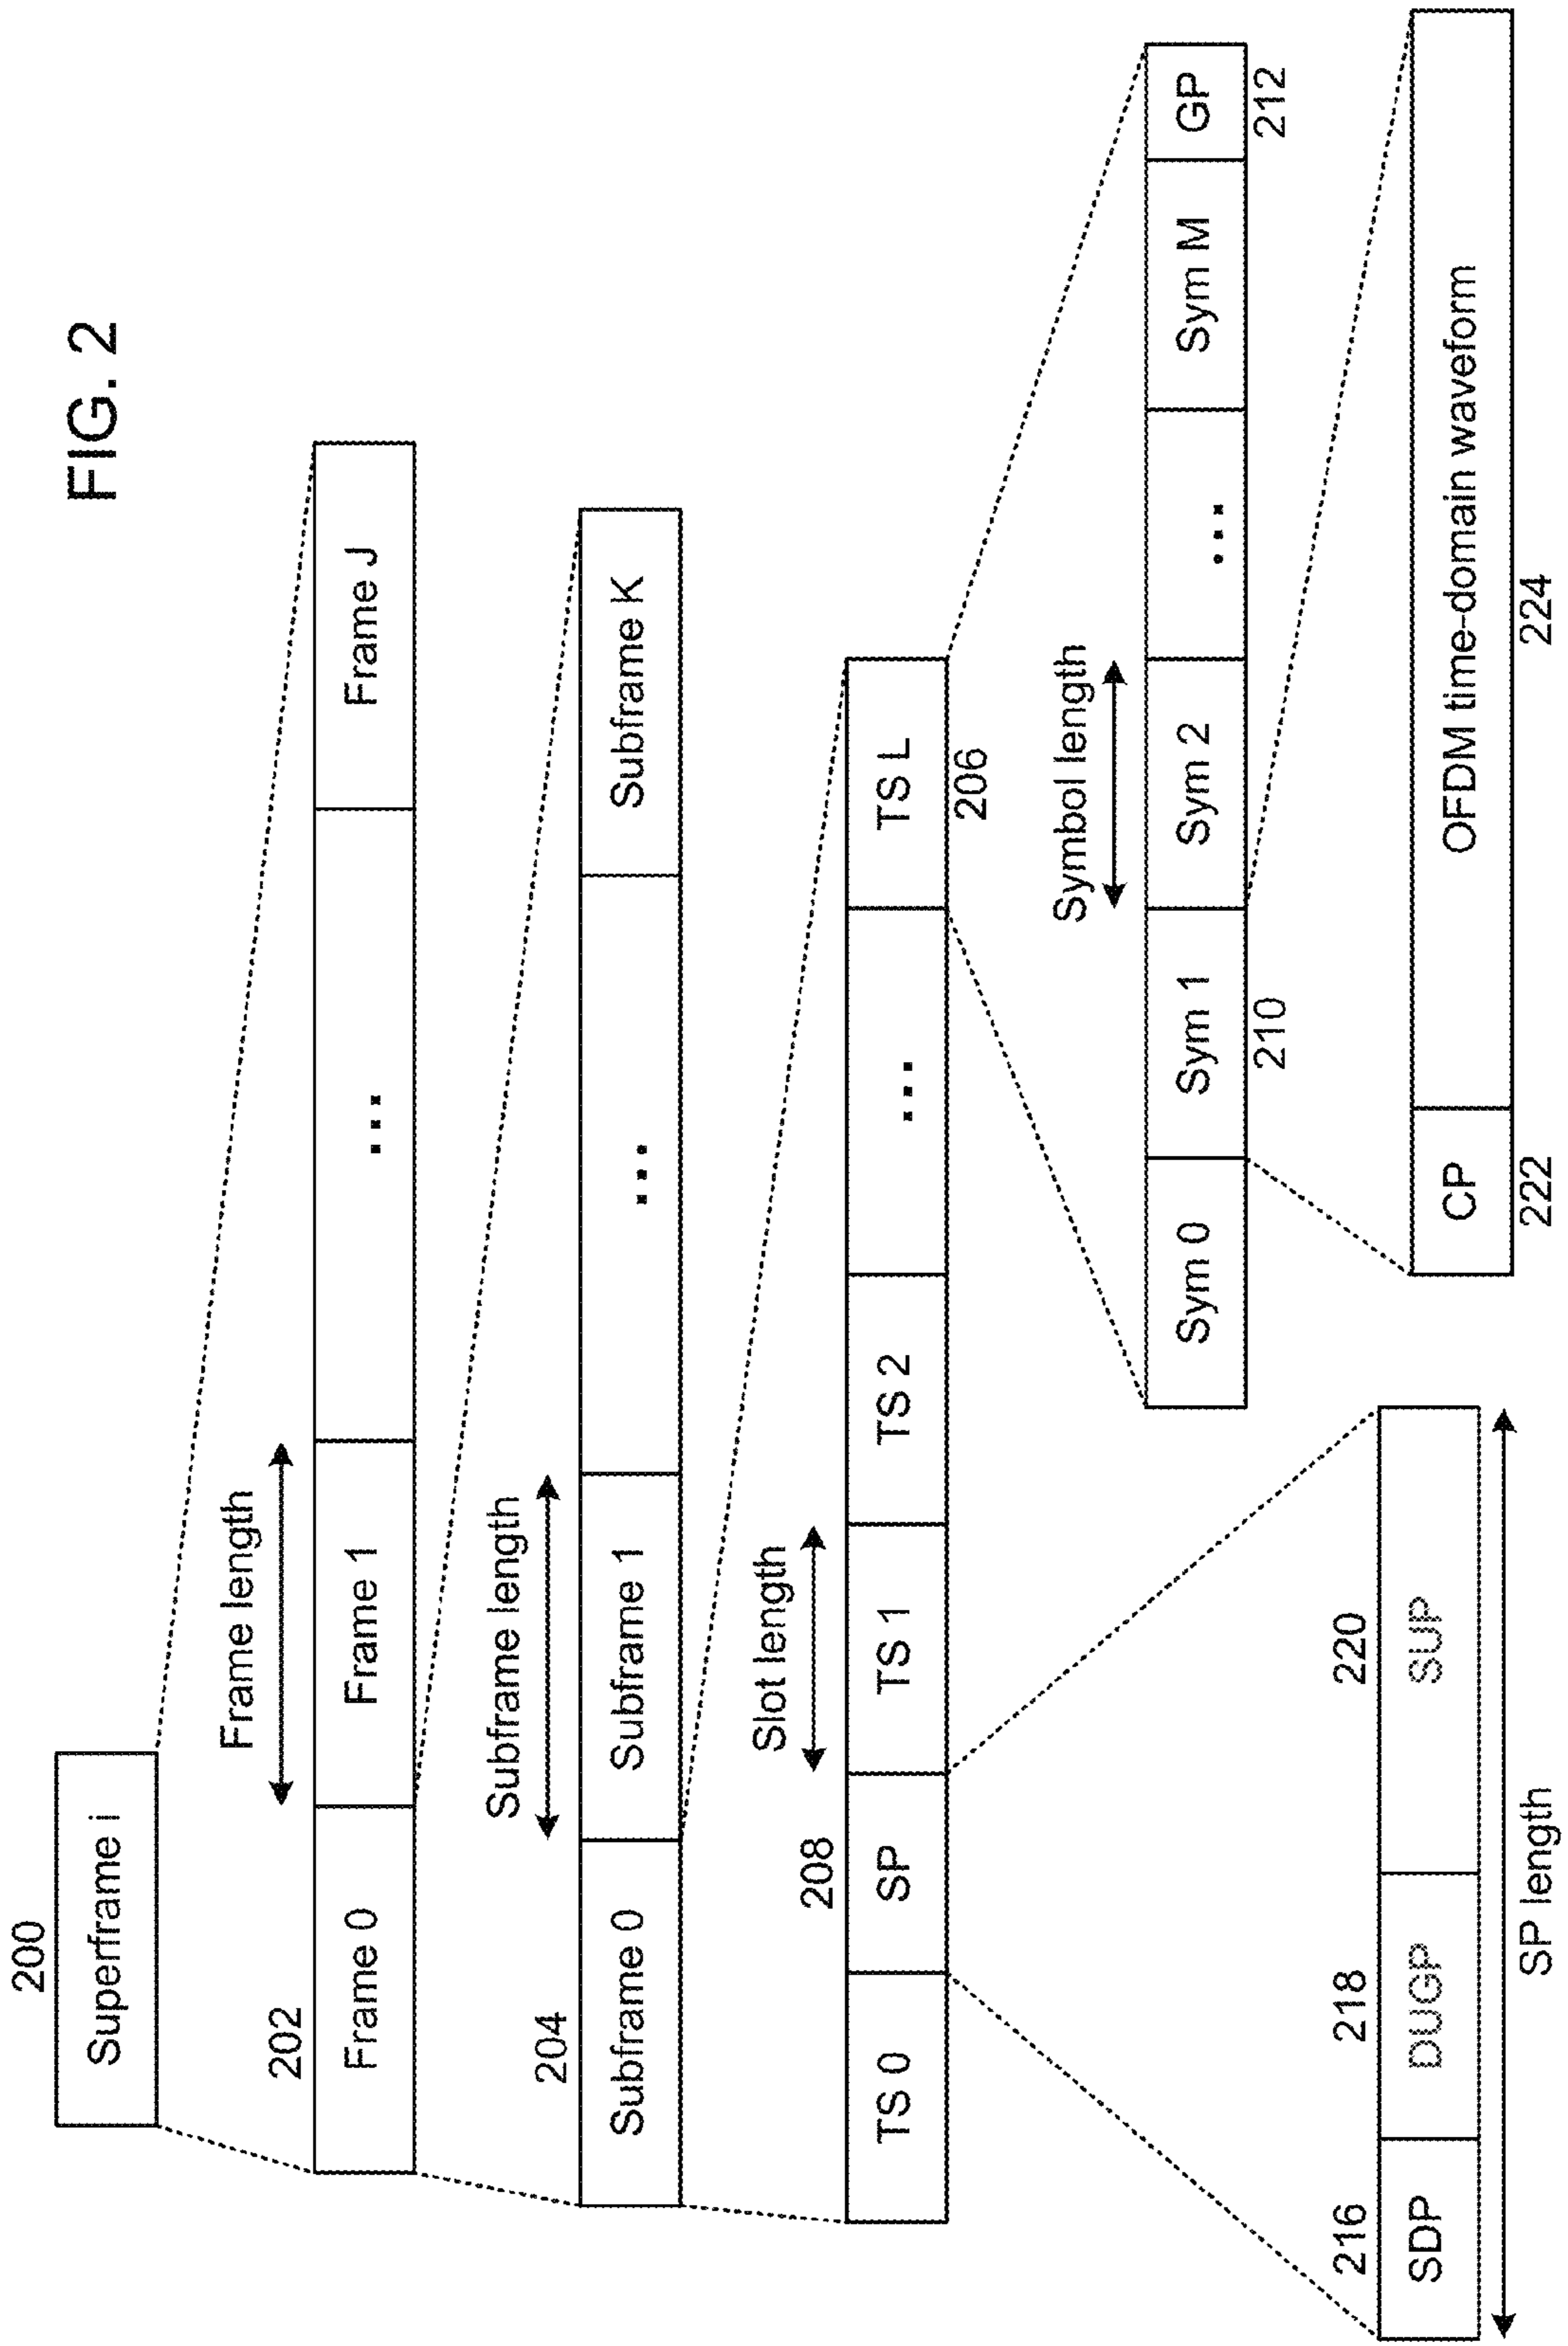 FIG. 2
200
Superframe i
Frame length
202
Frame 0 Frame 1 ... Frame J
Subframe length
204
Subframe 0 Subframe 1 ... Subframe K
Slot length
208
TS 0 SP TS 1 TS 2 ... TS L
206
Symbol length
Sym 0 Sym 1 Sym 2 ... Sym M GP
210 212
216 218 220
SDP DUGP SUP
SP length
CP OFDM time-domain waveform
222 224